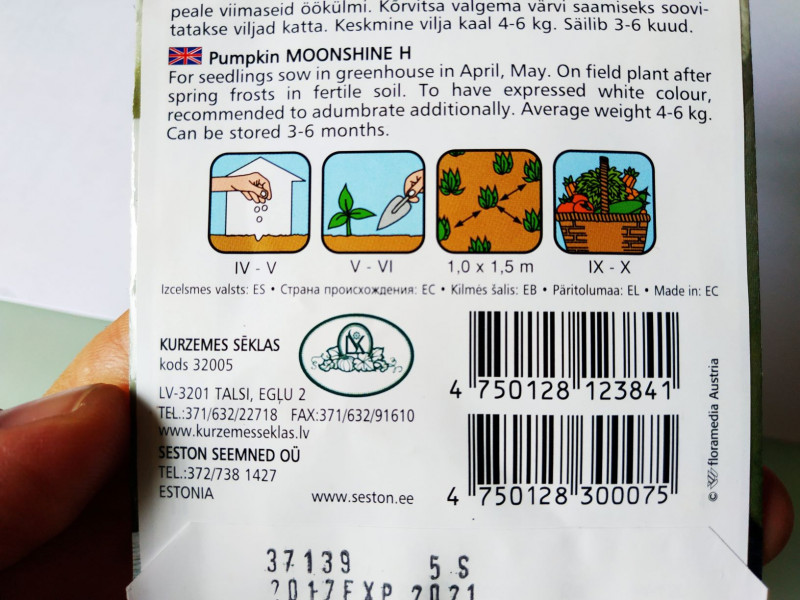 peale viimaseid öökülmi. Kõrvitsa valgema värvi saamiseks soovi-
tatakse viljad katta. Keskmine vilja kaal 4-6 kg. Säilib 3-6 kuud.
Pumpkin MOONSHINE H
For seedlings sow in greenhouse in April, May. On field plant after
spring frosts in fertile soil. To have expressed white colour,
recommended to adumbrate additionally. Average weight 4-6 kg.
Can be stored 3-6 months.
IV - V
V - VI
1,0 x 1,5 m
IX - X
Izcelsmes valsts: ES • Страна происхождения: ЕС • Kilmės šalis: EB • Päritolumaa: EL • Made in: EC
KURZEMES SĒKLAS
kods 32005
LV-3201 TALSI, EGĻU 2
TEL.:371/632/22718 FAX:371/632/91610
www.kurzemesseklas.lv
SESTON SEEMNED OÜ
TEL.:372/738 1427
ESTONIA
www.seston.ee
4 750128 123841
4 750128 300075
© floramedia Austria
37139 5 S
2017 EXP 2021